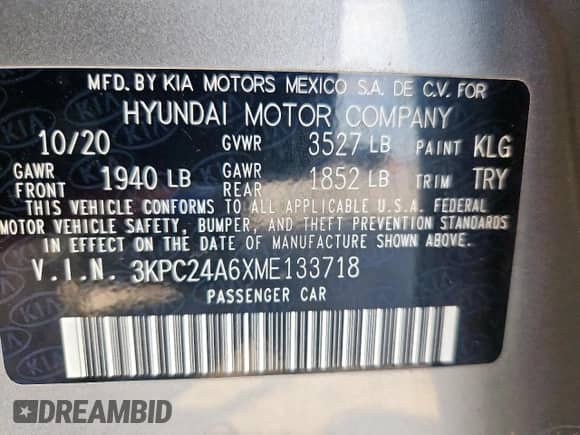 MFD. BY KIA MOTORS MEXICO S.A. DE C.V. FOR
HYUNDAI MOTOR COMPANY
10/20 GVWR 3527 LB PAINT KLG
GAWR FRONT 1940 LB GAWR REAR 1852 LB TRIM TRY
THIS VEHICLE CONFORMS TO ALL APPLICABLE U.S.A. FEDERAL
MOTOR VEHICLE SAFETY, BUMPER, AND THEFT PREVENTION STANDARDS
IN EFFECT ON THE DATE OF MANUFACTURE SHOWN ABOVE.
V.I.N. 3KPC24A6XME133718
PASSENGER CAR
KIA
DREAMBID